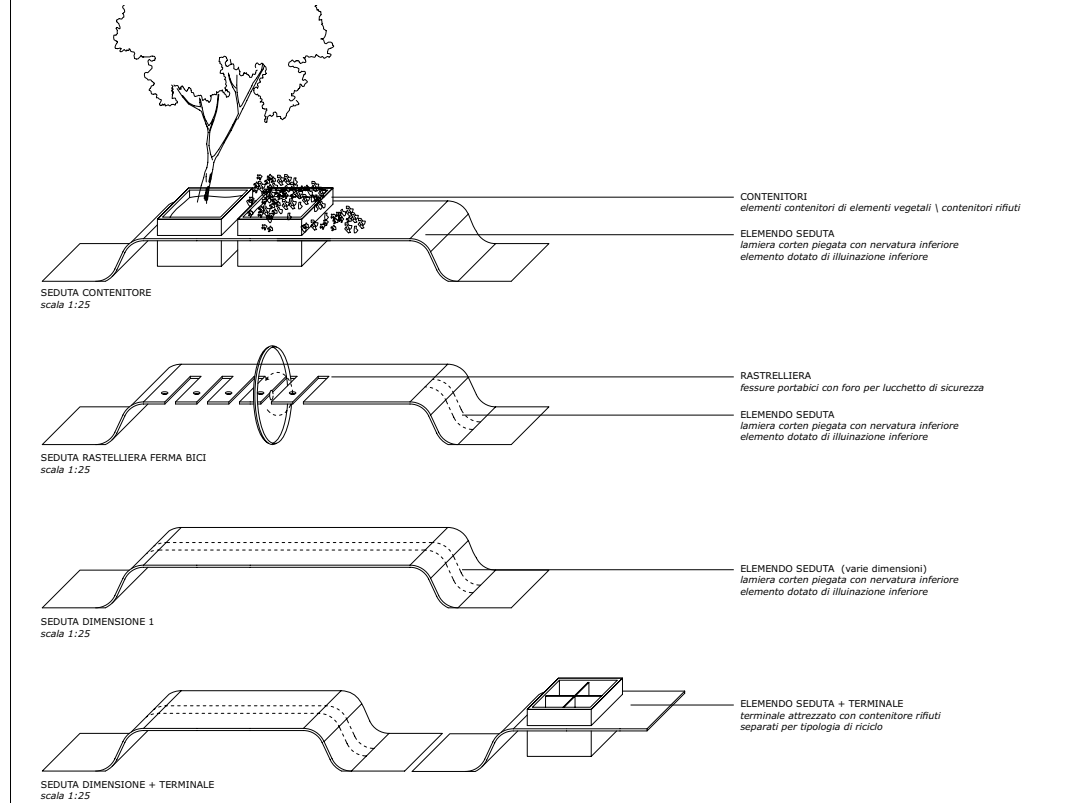 CONTENITORI
elementi contenitori di elementi vegetali \ contenitori rifiuti
ELEMENDO SEDUTA
lamiera corten piegata con nervatura inferiore
elemento dotato di illuinazione inferiore
SEDUTA CONTENITORE
scala 1:25
RASTRELLIERA
fessure portabici con foro per lucchetto di sicurezza
ELEMENDO SEDUTA
lamiera corten piegata con nervatura inferiore
elemento dotato di illuinazione inferiore
SEDUTA RASTELLIERA FERMA BICI
scala 1:25
ELEMENDO SEDUTA (varie dimensioni)
lamiera corten piegata con nervatura inferiore
elemento dotato di illuinazione inferiore
SEDUTA DIMENSIONE 1
scala 1:25
ELEMENDO SEDUTA + TERMINALE
terminale attrezzato con contenitore rifiuti
separati per tipologia di riciclo
SEDUTA DIMENSIONE + TERMINALE
scala 1:25